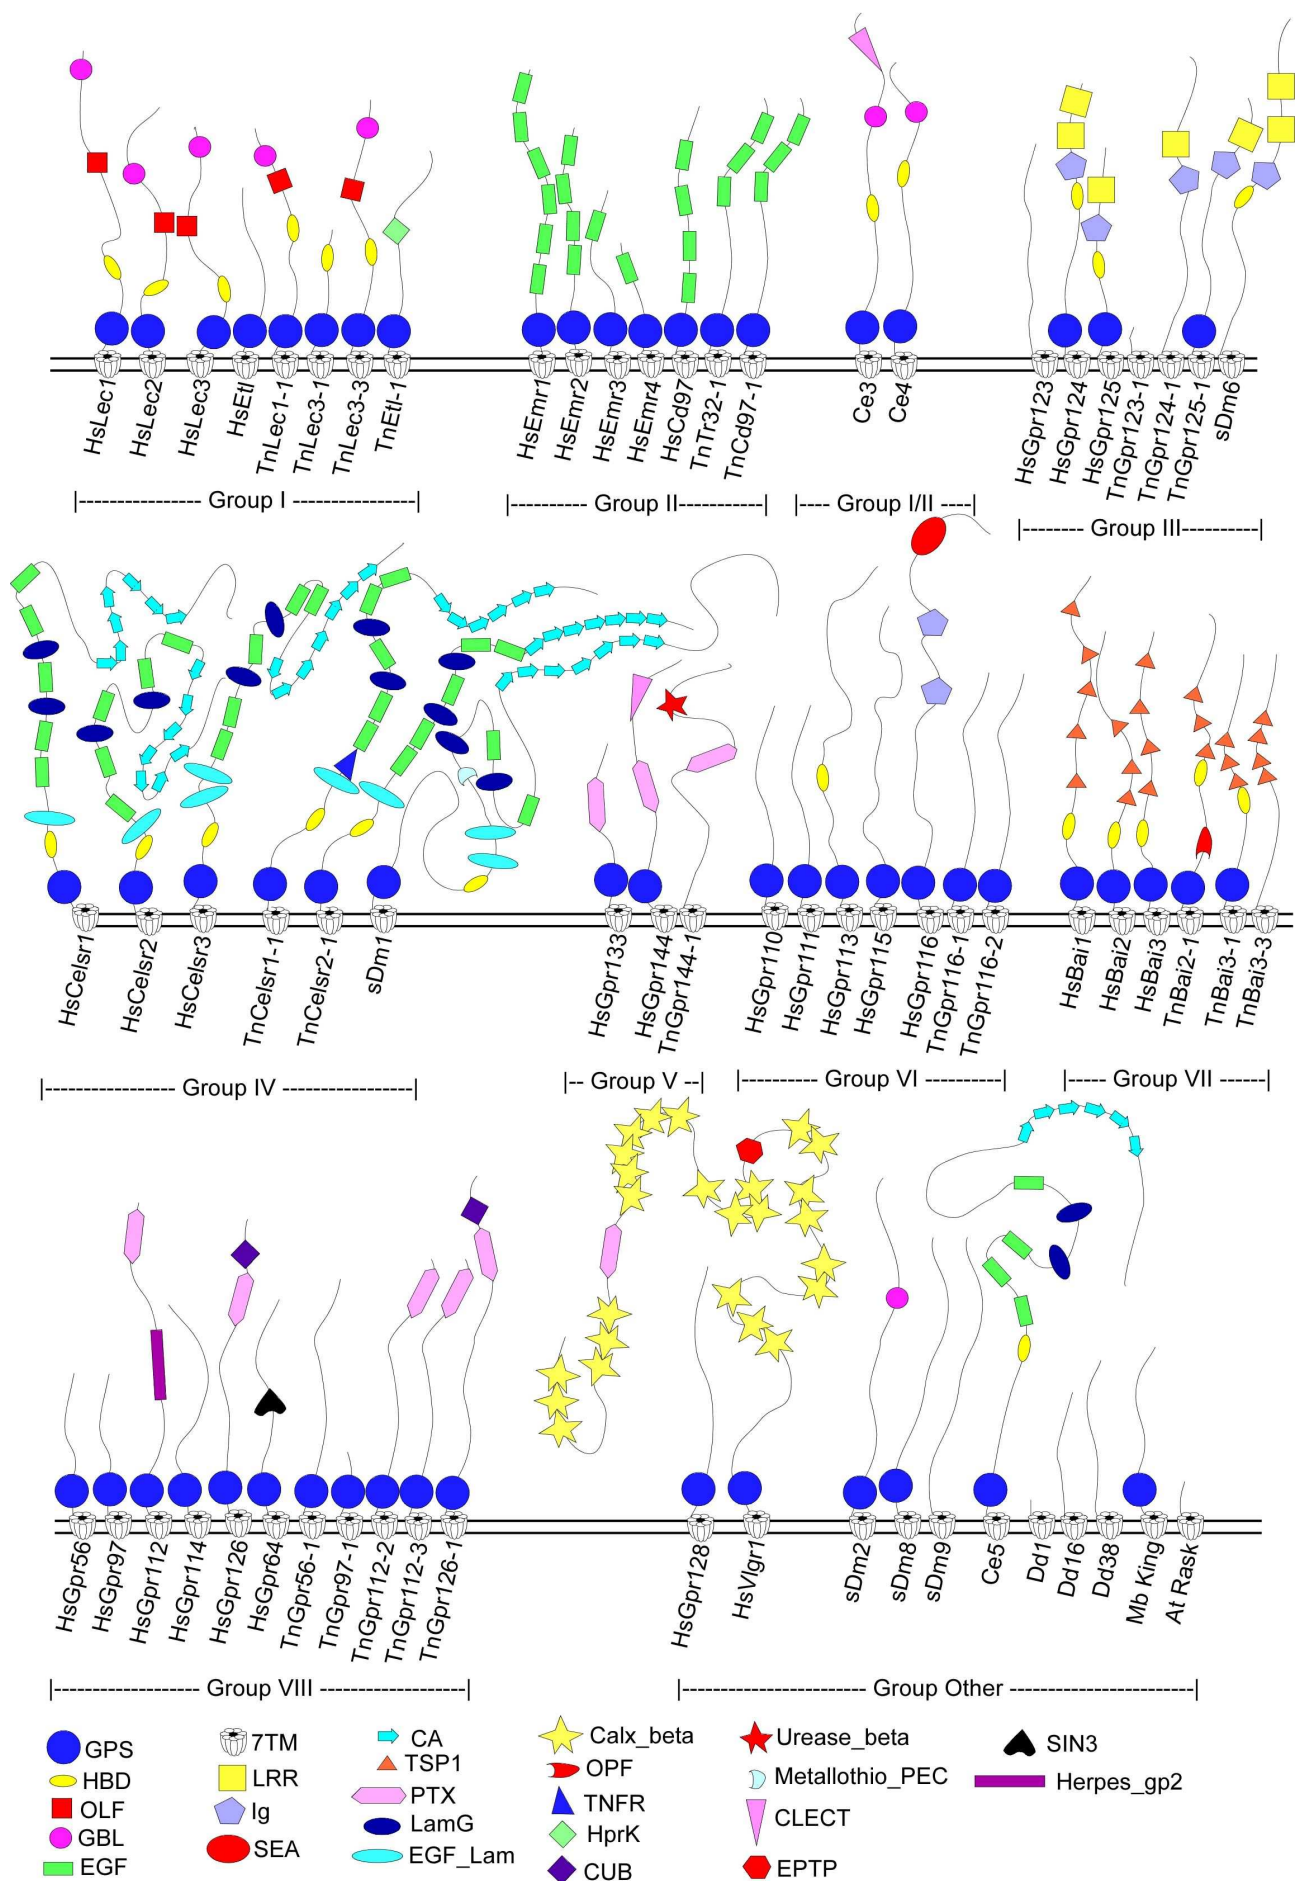 HsLec1
HsLec2
HsLec3
HsEtl
TnLec1-1
TnLec3-1
TnLec3-3
TnEtl-1
HsEmr1
HsEmr2
HsEmr3
HsEmr4
HsCd97
TnTr32-1
TnCd97-1
Ce3
Ce4
HsGpr123
HsGpr124
HsGpr125
TnGpr123-1
TnGpr124-1
TnGpr125-1
sDm6
|-------------- Group I --------------|
|------------- Group II----------|
|---- Group I/II ----|
|-------- Group III----------|
HsCelsr1
HsCelsr2
HsCelsr3
TnCelsr1-1
TnCelsr2-1
sDm1
HsGpr133
HsGpr144
TnGpr144-1
HsGpr110
HsGpr111
HsGpr113
HsGpr115
HsGpr116
TnGpr116-1
TnGpr116-2
HsBai1
HsBai2
HsBai3
TnBai2-1
TnBai3-1
TnBai3-3
|--------------- Group IV ---------------|
|-- Group V --|
|------------- Group VI ----------|
|----- Group VII ------|
HsGpr56
HsGpr97
HsGpr112
HsGpr114
HsGpr126
HsGpr64
TnGpr56-1
TnGpr97-1
TnGpr112-2
TnGpr112-3
TnGpr126-1
HsGpr128
HsVlgr1
sDm2
sDm8
sDm9
Ce5
Dd1
Dd16
Dd38
Mb King
At Rask
|----------------- Group VIII -----------------|
|--------------------- Group Other ---------------------|
GPS
HBD
OLF
GBL
EGF
7TM
LRR
Ig
SEA
CA
TSP1
PTX
LamG
EGF_Lam
Calx_beta
OPF
TNFR
HprK
CUB
Urease_beta
Metallothio_PEC
CLECT
EPTP
SIN3
Herpes_gp2